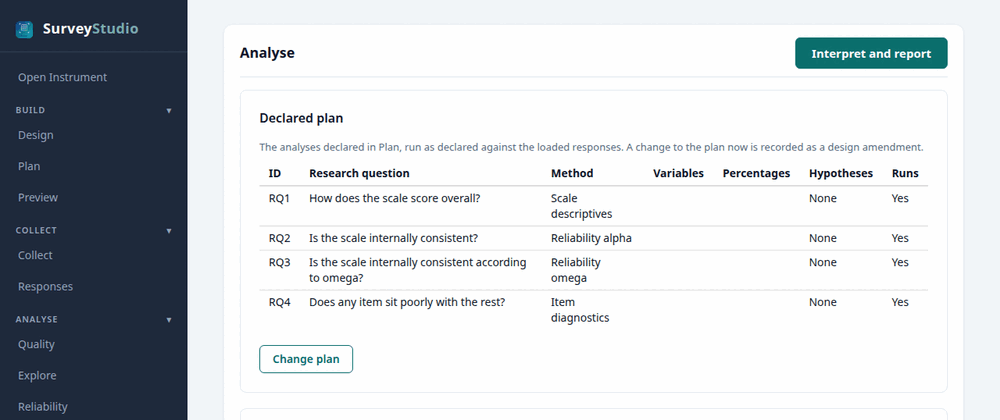 SurveyStudio
Open Instrument
BUILD ▼
Design
Plan
Preview
COLLECT ▼
Collect
Responses
ANALYSE ▼
Quality
Explore
Reliability
Analyse
Interpret and report
Declared plan
The analyses declared in Plan, run as declared against the loaded responses. A change to the plan now is recorded as a design amendment.
ID Research question Method Variables Percentages Hypotheses Runs
RQ1 How does the scale score overall? Scale None Yes
descriptives
RQ2 Is the scale internally consistent? Reliability alpha None Yes
RQ3 Is the scale internally consistent according Reliability None Yes
to omega? omega
RQ4 Does any item sit poorly with the rest? Item None Yes
diagnostics
Change plan